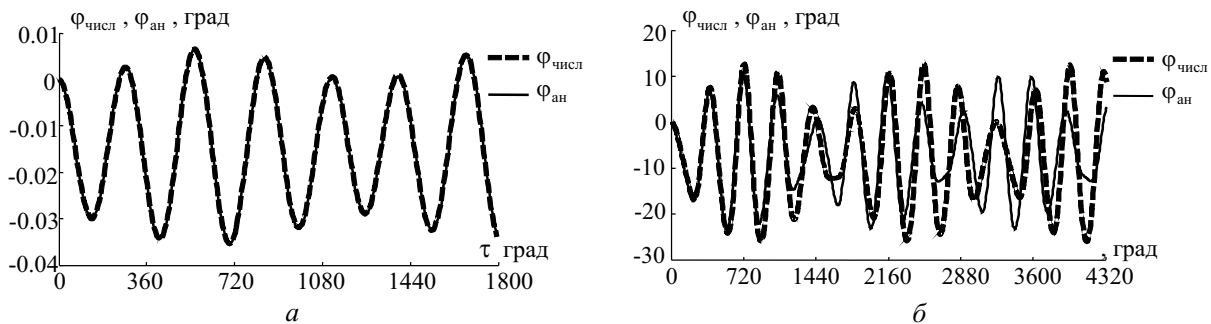 φчисл , φан , град
0.01
0
-0.01
-0.02
-0.03
-0.04
φчисл
φан
τ град
0 360 720 1080 1440 1800
а
φчисл , φан , град
20
10
0
-10
-20
-30
φчисл
φан
град
0 720 1440 2160 2880 3600 4320
б